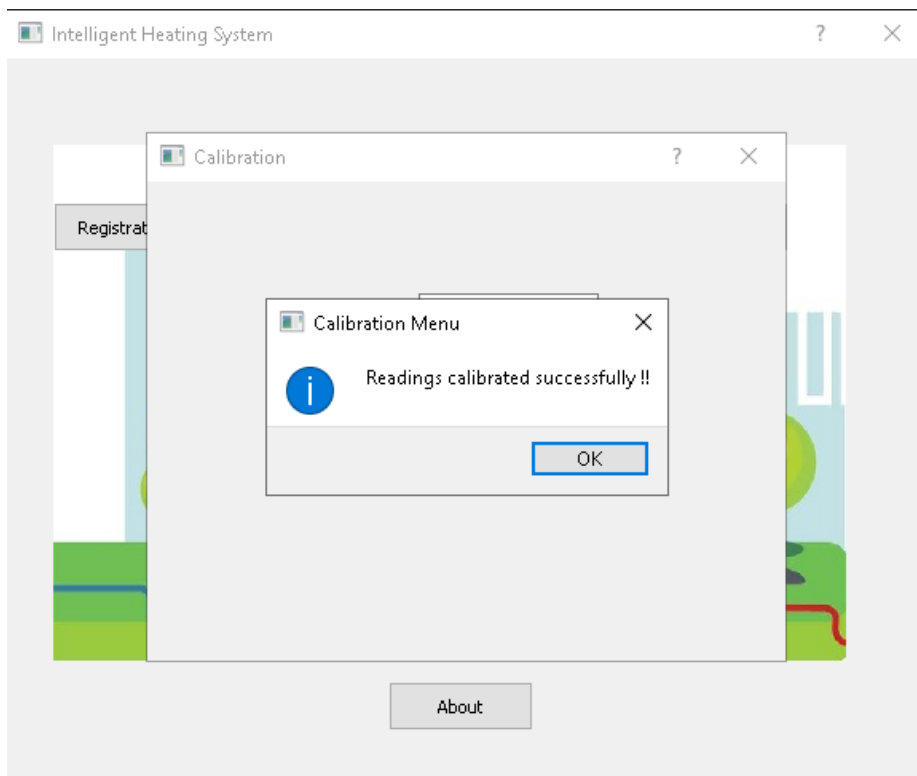 Intelligent Heating System
Calibration
Registrat
Calibration Menu
Readings calibrated successfully !!
OK
About